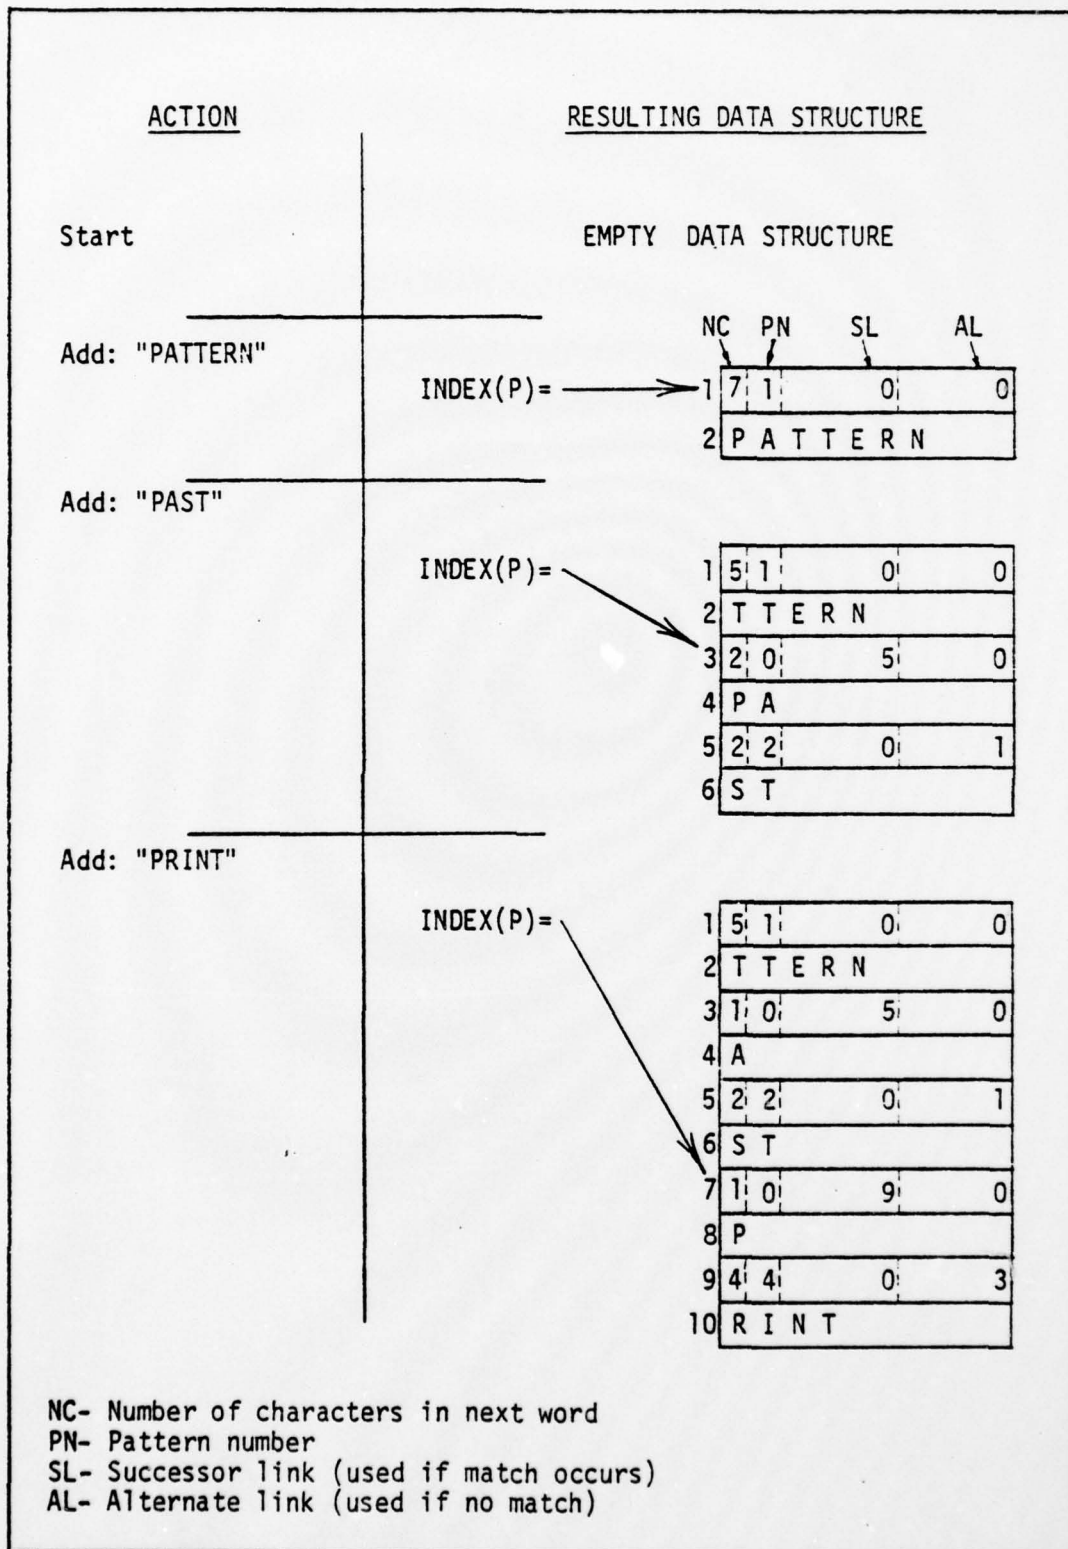 ACTION RESULTING DATA STRUCTURE
Start EMPTY DATA STRUCTURE
NC PN SL AL
Add: "PATTERN"
INDEX(P)= 1 7 1 0 0
2 P A T T E R N
Add: "PAST"
INDEX(P)= 1 5 1 0 0
2 T T E R N
3 2 0 5 0
4 P A
5 2 2 0 1
6 S T
Add: "PRINT"
INDEX(P)= 1 5 1 0 0
2 T T E R N
3 1 0 5 0
4 A
5 2 2 0 1
6 S T
7 1 0 9 0
8 P
9 4 4 0 3
10 R I N T
NC- Number of characters in next word
PN- Pattern number
SL- Successor link (used if match occurs)
AL- Alternate link (used if no match)